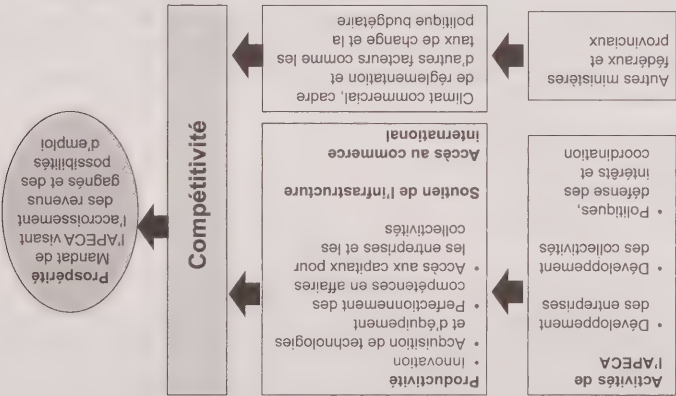 Activités de
l'APECA
• Développement
des entreprises
• Développement
des collectivités
• Politiques,
défense des
intérêts et
coordination
Productivité
• Innovation
• Acquisition de technologies
et d'équipement
• Perfectionnement des
compétences en affaires
• Accès aux capitaux pour
les entreprises et les
collectivités
Soutien de l'infrastructure
Accès au commerce
international
Compétitivité
Prospérité
Mandat de
l'APECA visant
l'accroissement
des revenus
gagnés et des
possibilités
d'emploi
Autres ministères
fédéraux et
provinciaux
Climat commercial, cadre
de réglementation et
d'autres facteurs comme les
taux de change et la
politique budgétaire